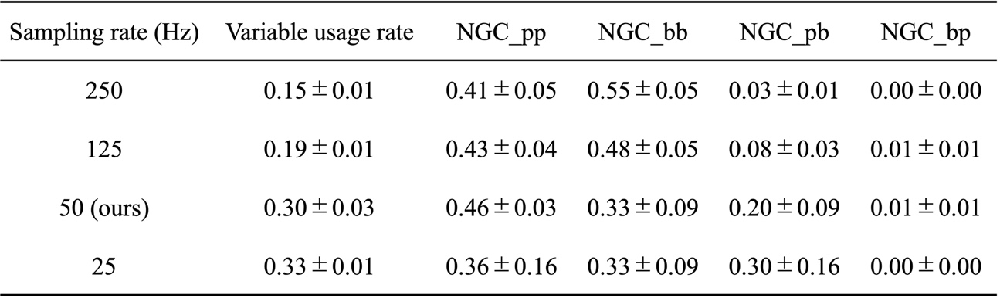 Sampling rate (Hz) Variable usage rate NGC_pp NGC_bb NGC_pb NGC_bp
250 0.15±0.01 0.41±0.05 0.55±0.05 0.03±0.01 0.00±0.00
125 0.19±0.01 0.43±0.04 0.48±0.05 0.08±0.03 0.01±0.01
50 (ours) 0.30±0.03 0.46±0.03 0.33±0.09 0.20±0.09 0.01±0.01
25 0.33±0.01 0.36±0.16 0.33±0.09 0.30±0.16 0.00±0.00